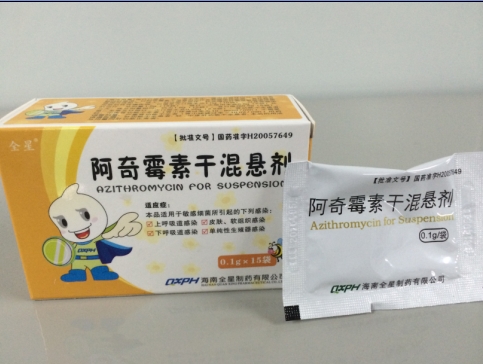 全星®
【批准文号】国药准字H20057649
阿奇霉素干混悬剂
AZITHROMYCIN FOR SUSPENSION
适应症:
本品适用于敏感细菌所引起的下列感染:
上呼吸道感染 皮肤、软组织感染
下呼吸道感染 单纯性生殖器感染
0.1g×15袋
QXPH 海南全星制药有限公司
【批准文号】国药准字H20057649
阿奇霉素干混悬剂
Azithromycin for Suspension
0.1g/袋
QXPH 海南全星制药有限公司